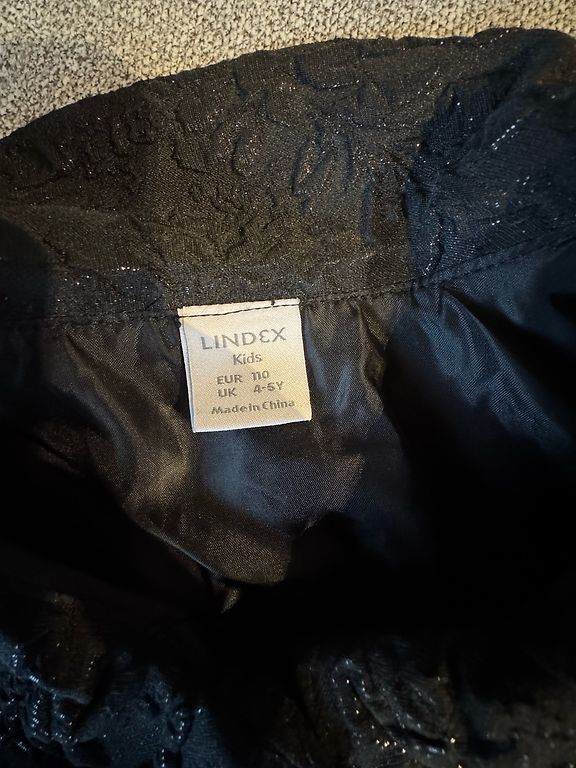 LINDEX
Kids
EUR 110
UK 4-5Y
Made in China